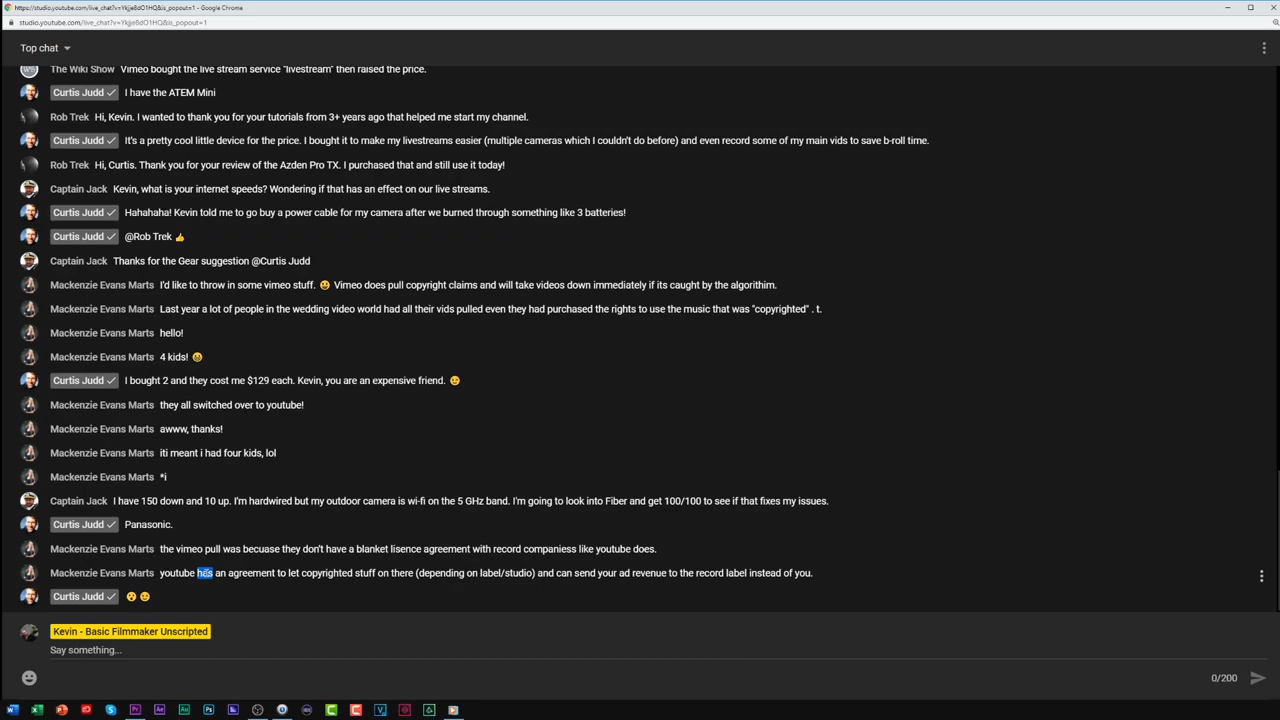 https://studio.youtube.com/live_chat?v=Ykjje8dO1HQ&is_popout=1 - Google Chrome
studio.youtube.com/live_chat?v=Ykjje8dO1HQ&is_popout=1
Top chat
The Wiki Show Vimeo bought the live stream service "livestream" then raised the price.
Curtis Judd I have the ATEM Mini
Rob Trek Hi, Kevin. I wanted to thank you for your tutorials from 3+ years ago that helped me start my channel.
Curtis Judd It's a pretty cool little device for the price. I bought it to make my livestreams easier (multiple cameras which I couldn't do before) and even record some of my main vids to save b-roll time.
Rob Trek Hi, Curtis. Thank you for your review of the Azden Pro TX. I purchased that and still use it today!
Captain Jack Kevin, what is your internet speeds? Wondering if that has an effect on our live streams.
Curtis Judd Hahahaha! Kevin told me to go buy a power cable for my camera after we burned through something like 3 batteries!
Curtis Judd @Rob Trek 👍
Captain Jack Thanks for the Gear suggestion @Curtis Judd
Mackenzie Evans Marts I'd like to throw in some vimeo stuff. 😃 Vimeo does pull copyright claims and will take videos down immediately if its caught by the algorithim.
Mackenzie Evans Marts Last year a lot of people in the wedding video world had all their vids pulled even they had purchased the rights to use the music that was "copyrighted" . t.
Mackenzie Evans Marts hello!
Mackenzie Evans Marts 4 kids! 😆
Curtis Judd I bought 2 and they cost me $129 each. Kevin, you are an expensive friend. 😉
Mackenzie Evans Marts they all switched over to youtube!
Mackenzie Evans Marts awww, thanks!
Mackenzie Evans Marts iti meant i had four kids, lol
Mackenzie Evans Marts *i
Captain Jack I have 150 down and 10 up. I'm hardwired but my outdoor camera is wi-fi on the 5 GHz band. I'm going to look into Fiber and get 100/100 to see if that fixes my issues.
Curtis Judd Panasonic.
Mackenzie Evans Marts the vimeo pull was becuase they don't have a blanket lisence agreement with record companiess like youtube does.
Mackenzie Evans Marts youtube has an agreement to let copyrighted stuff on there (depending on label/studio) and can send your ad revenue to the record label instead of you.
Curtis Judd 😮 😉
Kevin - Basic Filmmaker Unscripted
Say something...
0/200